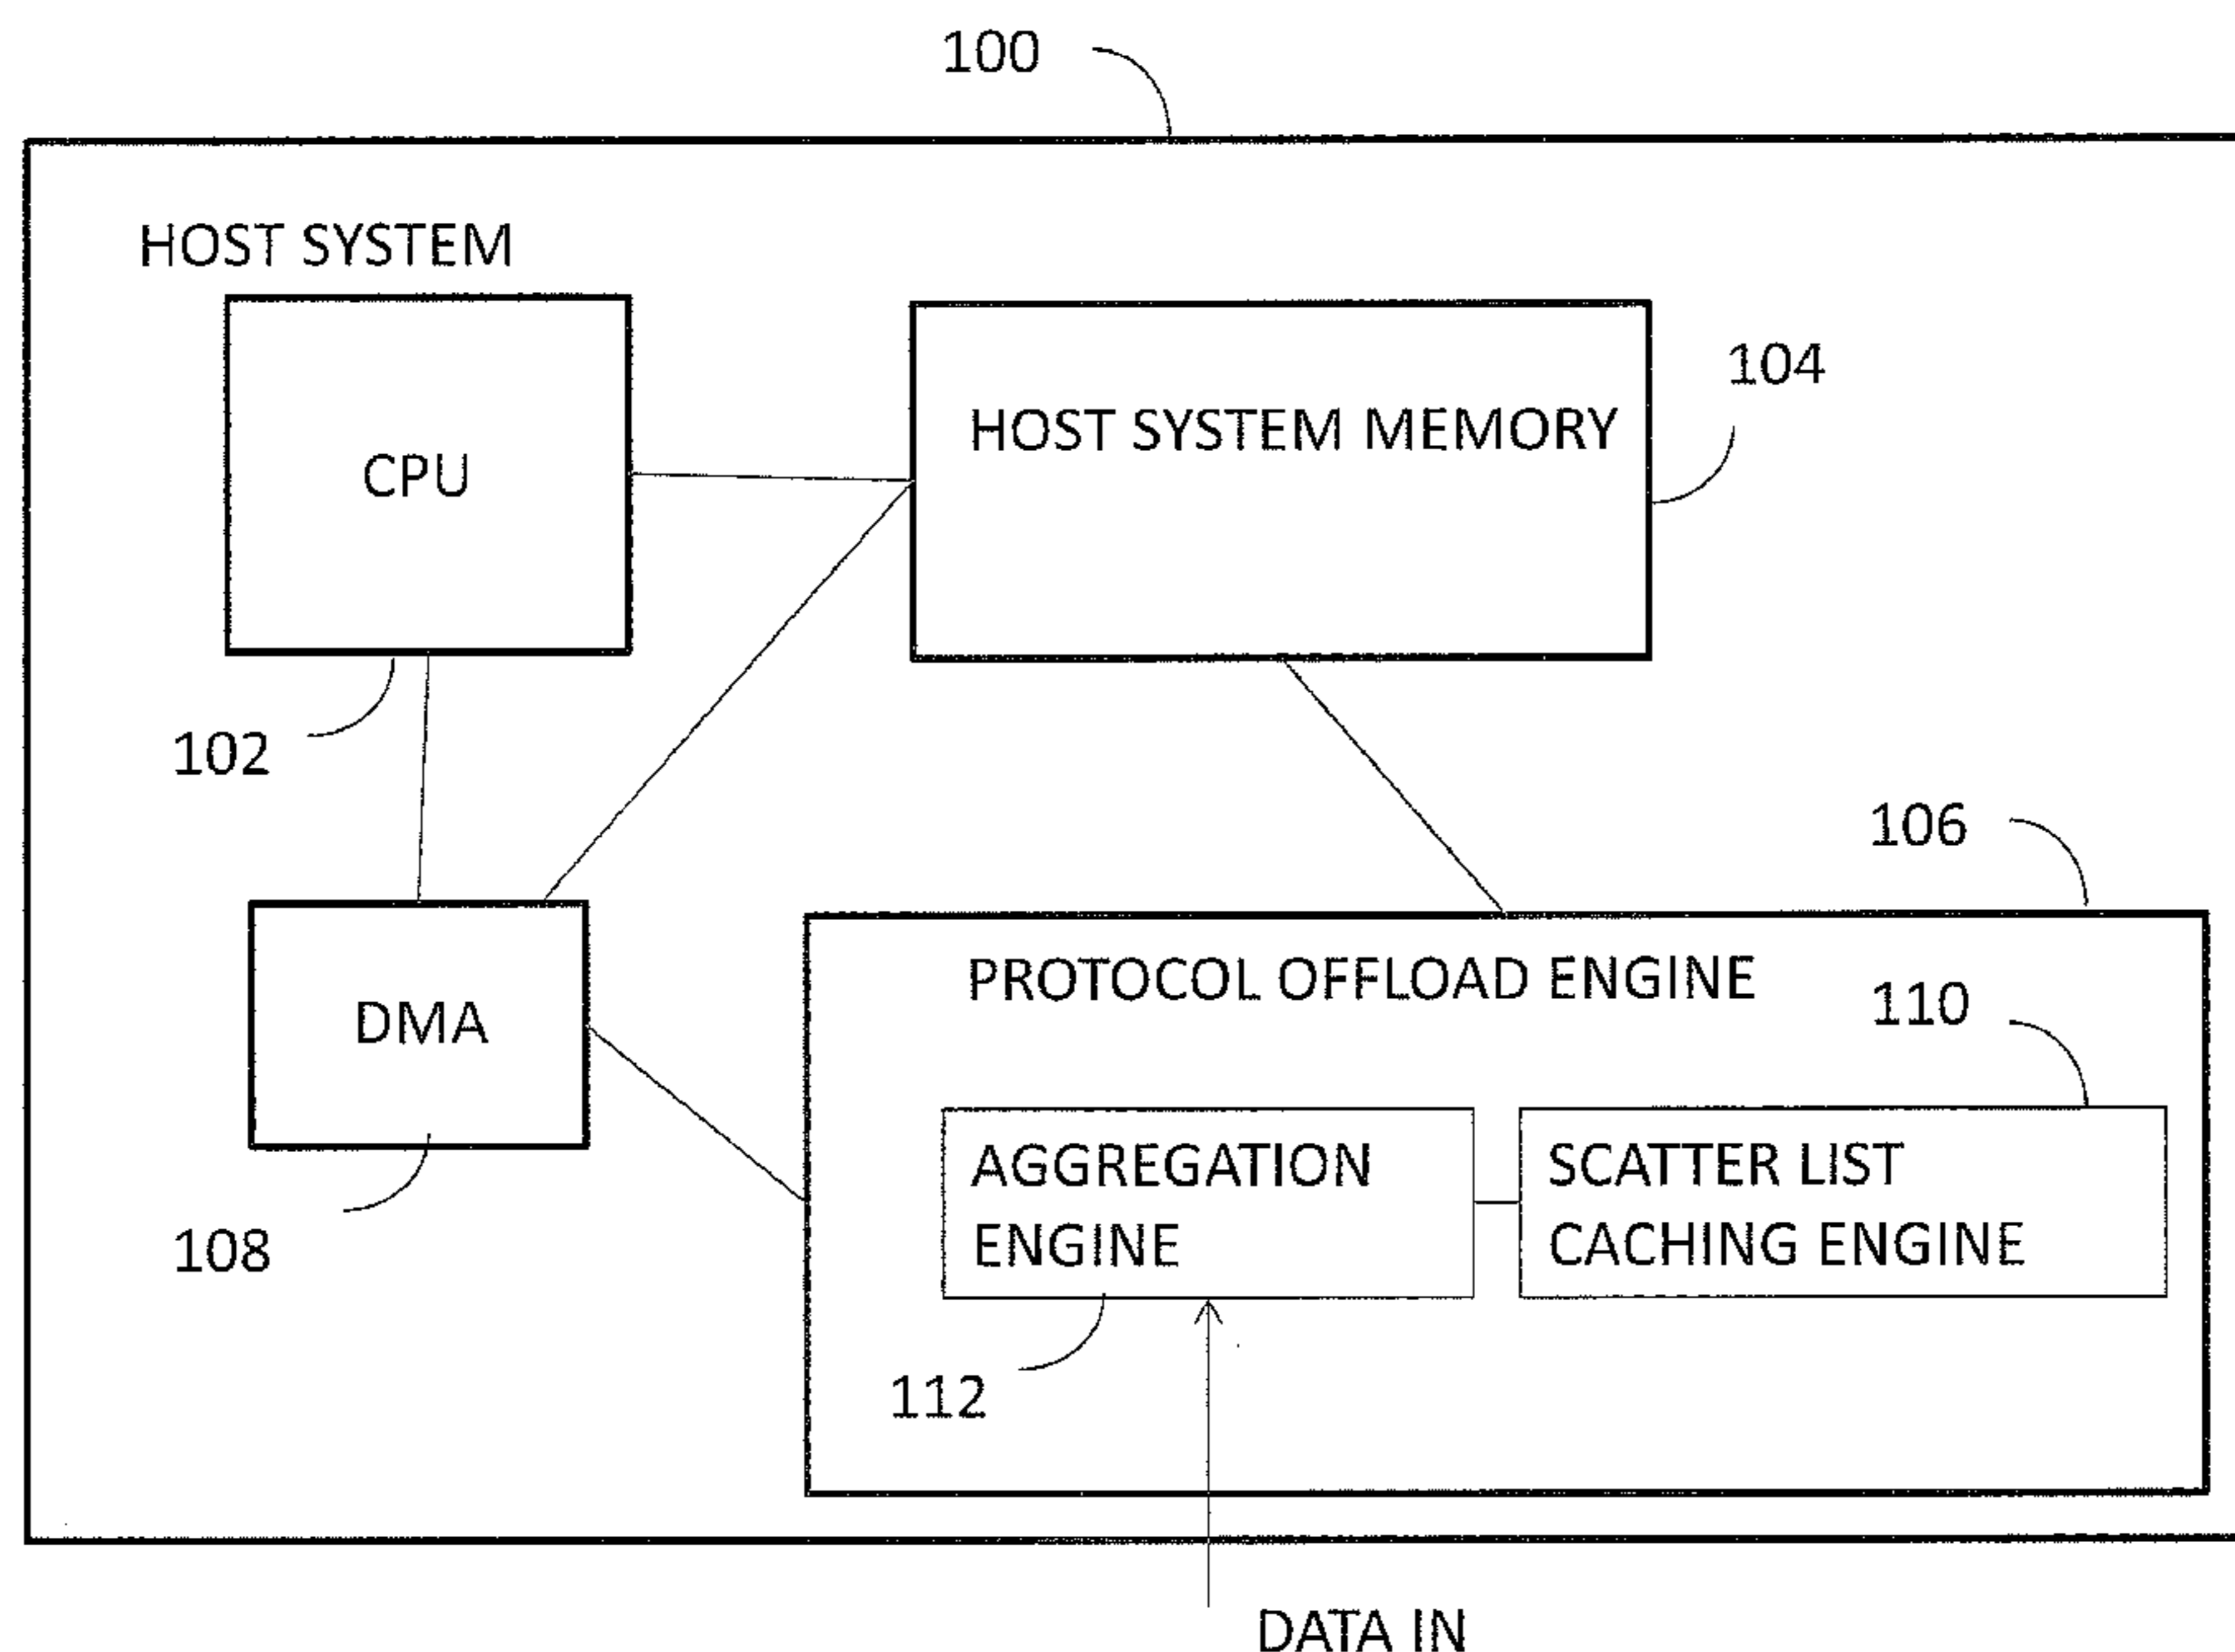 100
HOST SYSTEM
CPU
HOST SYSTEM MEMORY
104
102
106
PROTOCOL OFFLOAD ENGINE
110
DMA
AGGREGATION
ENGINE
SCATTER LIST
CACHING ENGINE
108
112
DATA IN